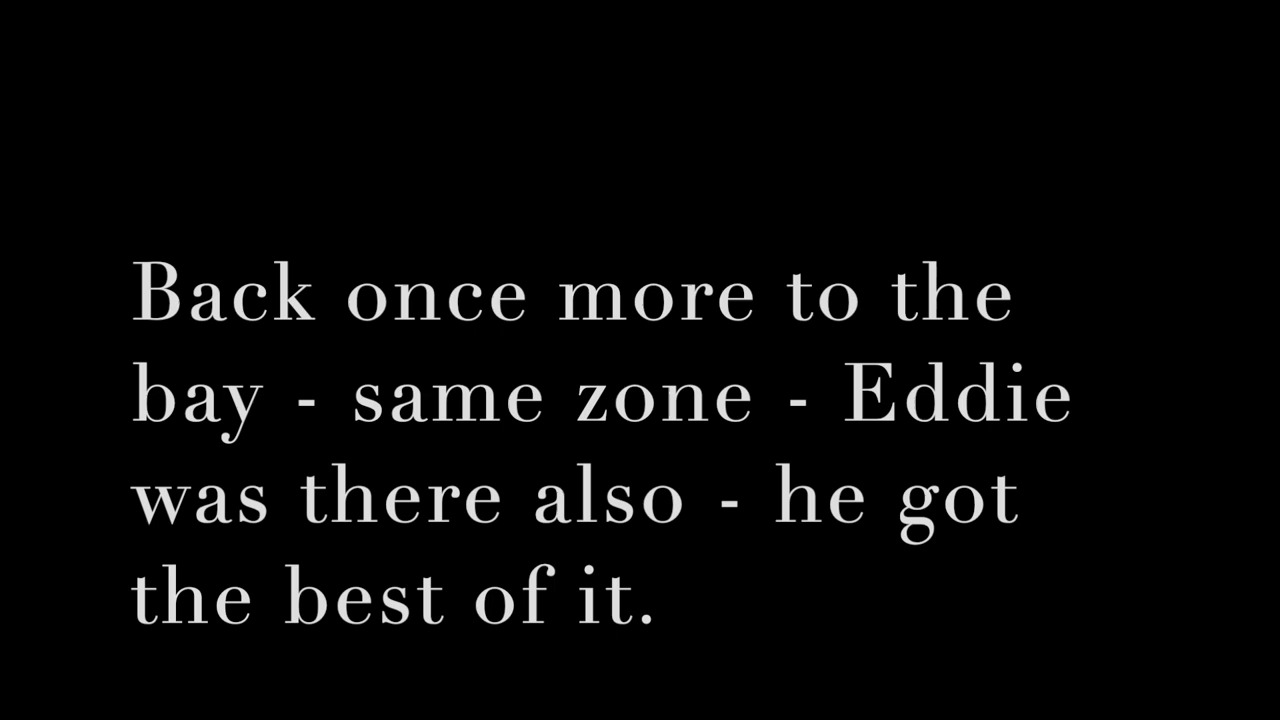 Back once more to the
bay - same zone - Eddie
was there also - he got
the best of it.